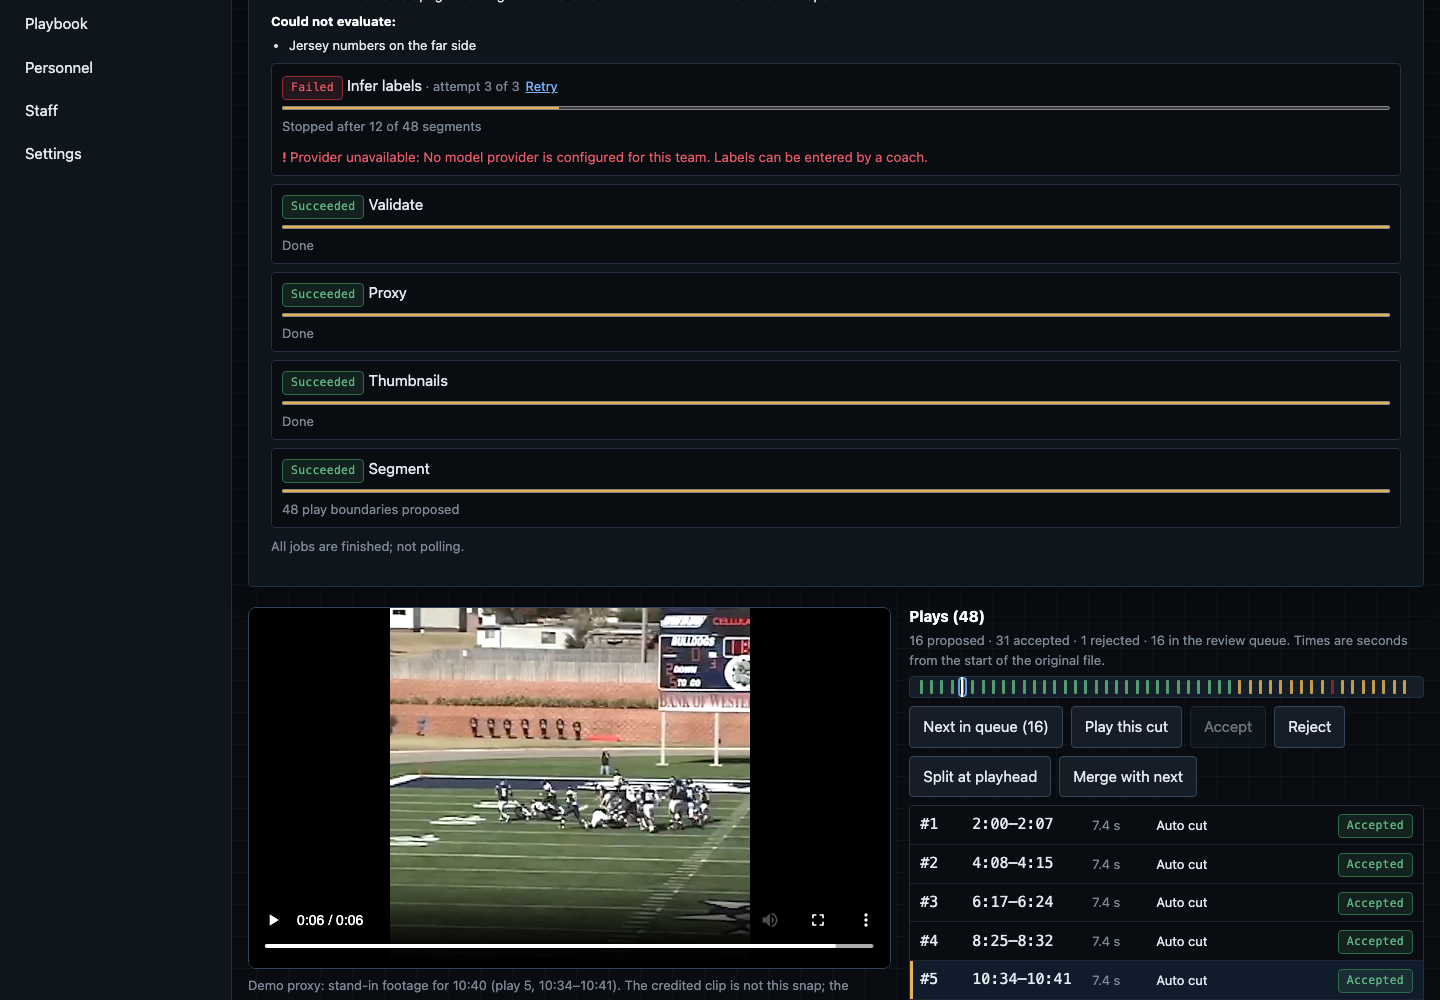 Playbook
Personnel
Staff
Settings
Could not evaluate:
• Jersey numbers on the far side
Failed Infer labels · attempt 3 of 3 Retry
Stopped after 12 of 48 segments
! Provider unavailable: No model provider is configured for this team. Labels can be entered by a coach.
Succeeded Validate
Done
Succeeded Proxy
Done
Succeeded Thumbnails
Done
Succeeded Segment
48 play boundaries proposed
All jobs are finished; not polling.
BULLDOGS
DOWN
TO GO
BANK OF WESTE
0:06 / 0:06
Demo proxy: stand-in footage for 10:40 (play 5, 10:34–10:41). The credited clip is not this snap; the
Plays (48)
16 proposed · 31 accepted · 1 rejected · 16 in the review queue. Times are seconds
from the start of the original file.
Next in queue (16) Play this cut Accept Reject
Split at playhead Merge with next
#1 2:00–2:07 7.4 s Auto cut Accepted
#2 4:08–4:15 7.4 s Auto cut Accepted
#3 6:17–6:24 7.4 s Auto cut Accepted
#4 8:25–8:32 7.4 s Auto cut Accepted
#5 10:34–10:41 7.4 s Auto cut Accepted